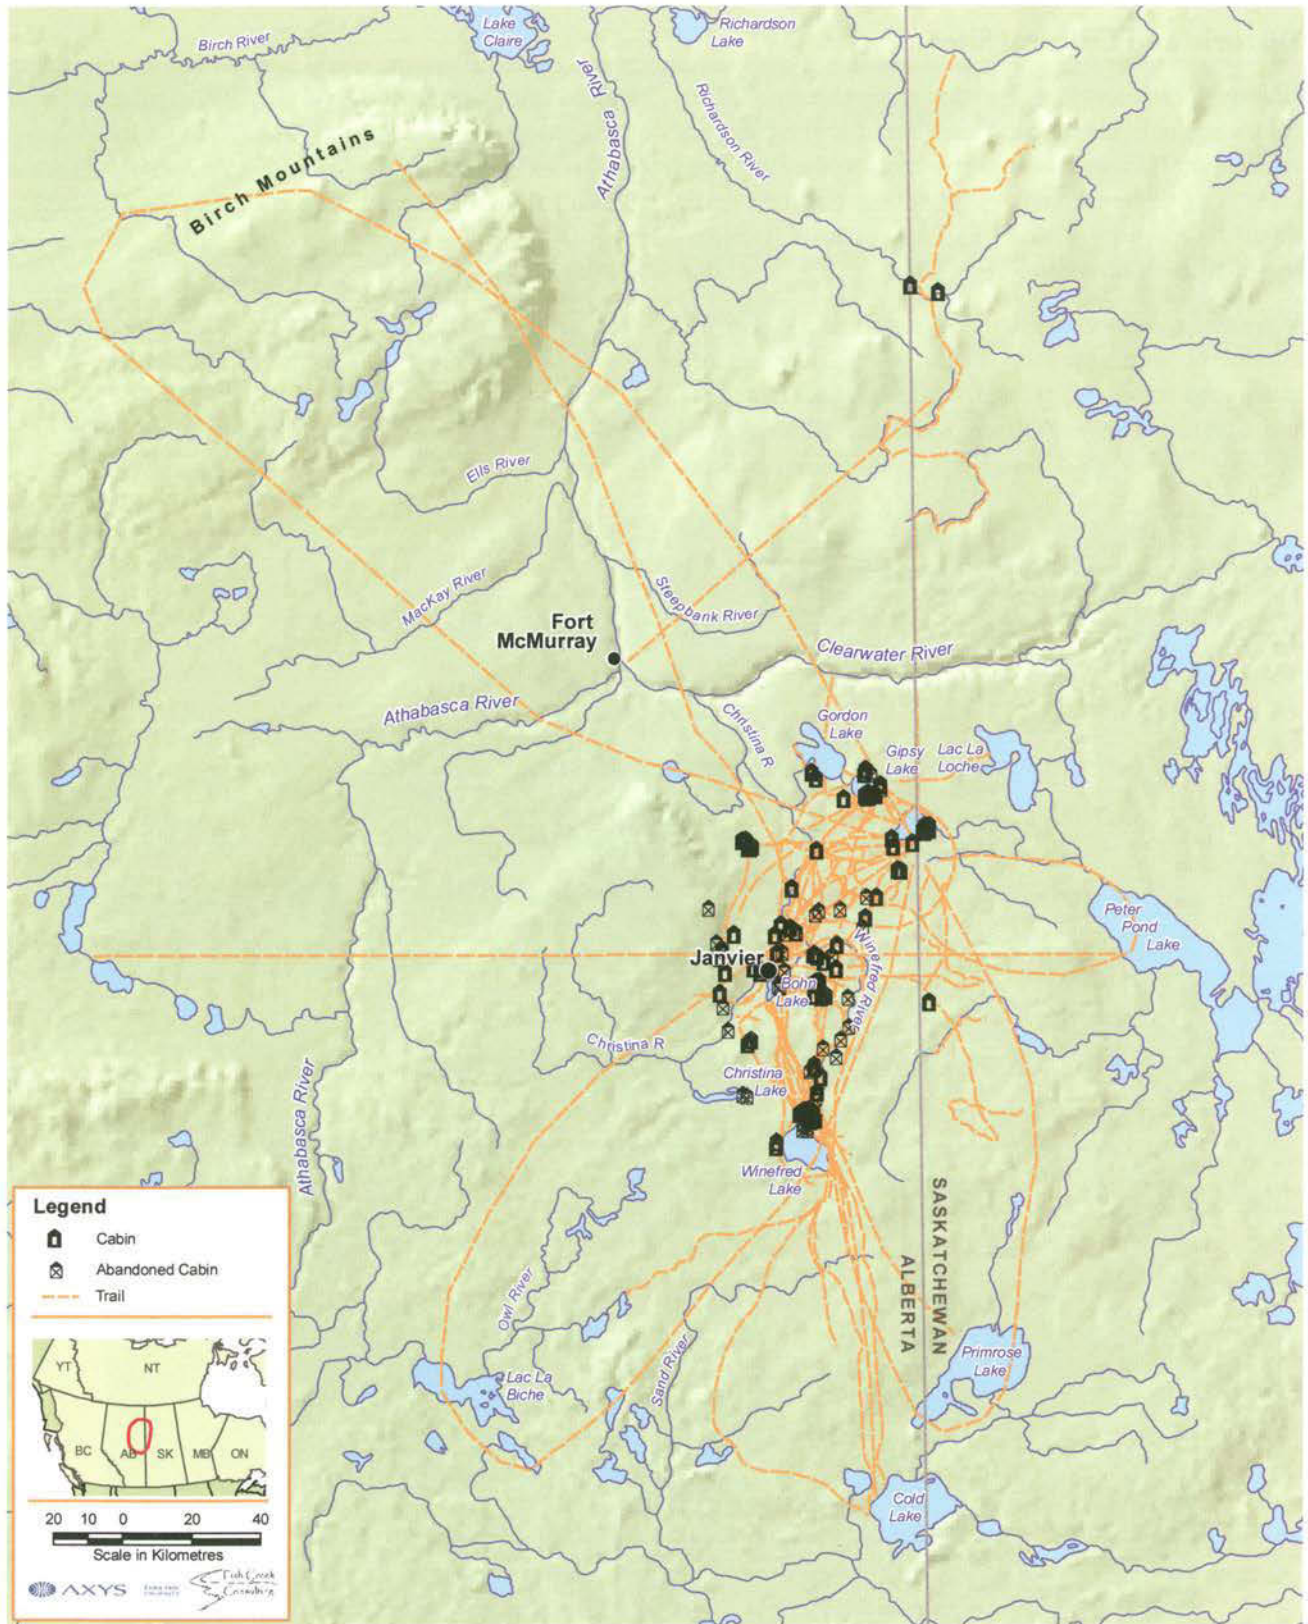 Lake
Claire
Richardson
Lake
Birch River
Athabasca River
Richardson River
Birch Mountains
Ells River
MacKay River
Steepbank River
Fort
McMurray
Clearwater River
Athabasca River
Christina R
Gordon
Lake
Gipsy
Lake
Lac La
Loche
Peter
Pond
Lake
Winefred River
Janvier
Bohn
Lake
Christina R
Christina
Lake
Athabasca River
Winefred
Lake
SASKATCHEWAN
ALBERTA
Owl River
Sand River
Primrose
Lake
Lac La
Biche
Cold
Lake
Legend
Cabin
Abandoned Cabin
Trail
YT
NT
BC
AB
SK
MB
ON
20 10 0 20 40
Scale in Kilometres
AXYS
Fish Creek